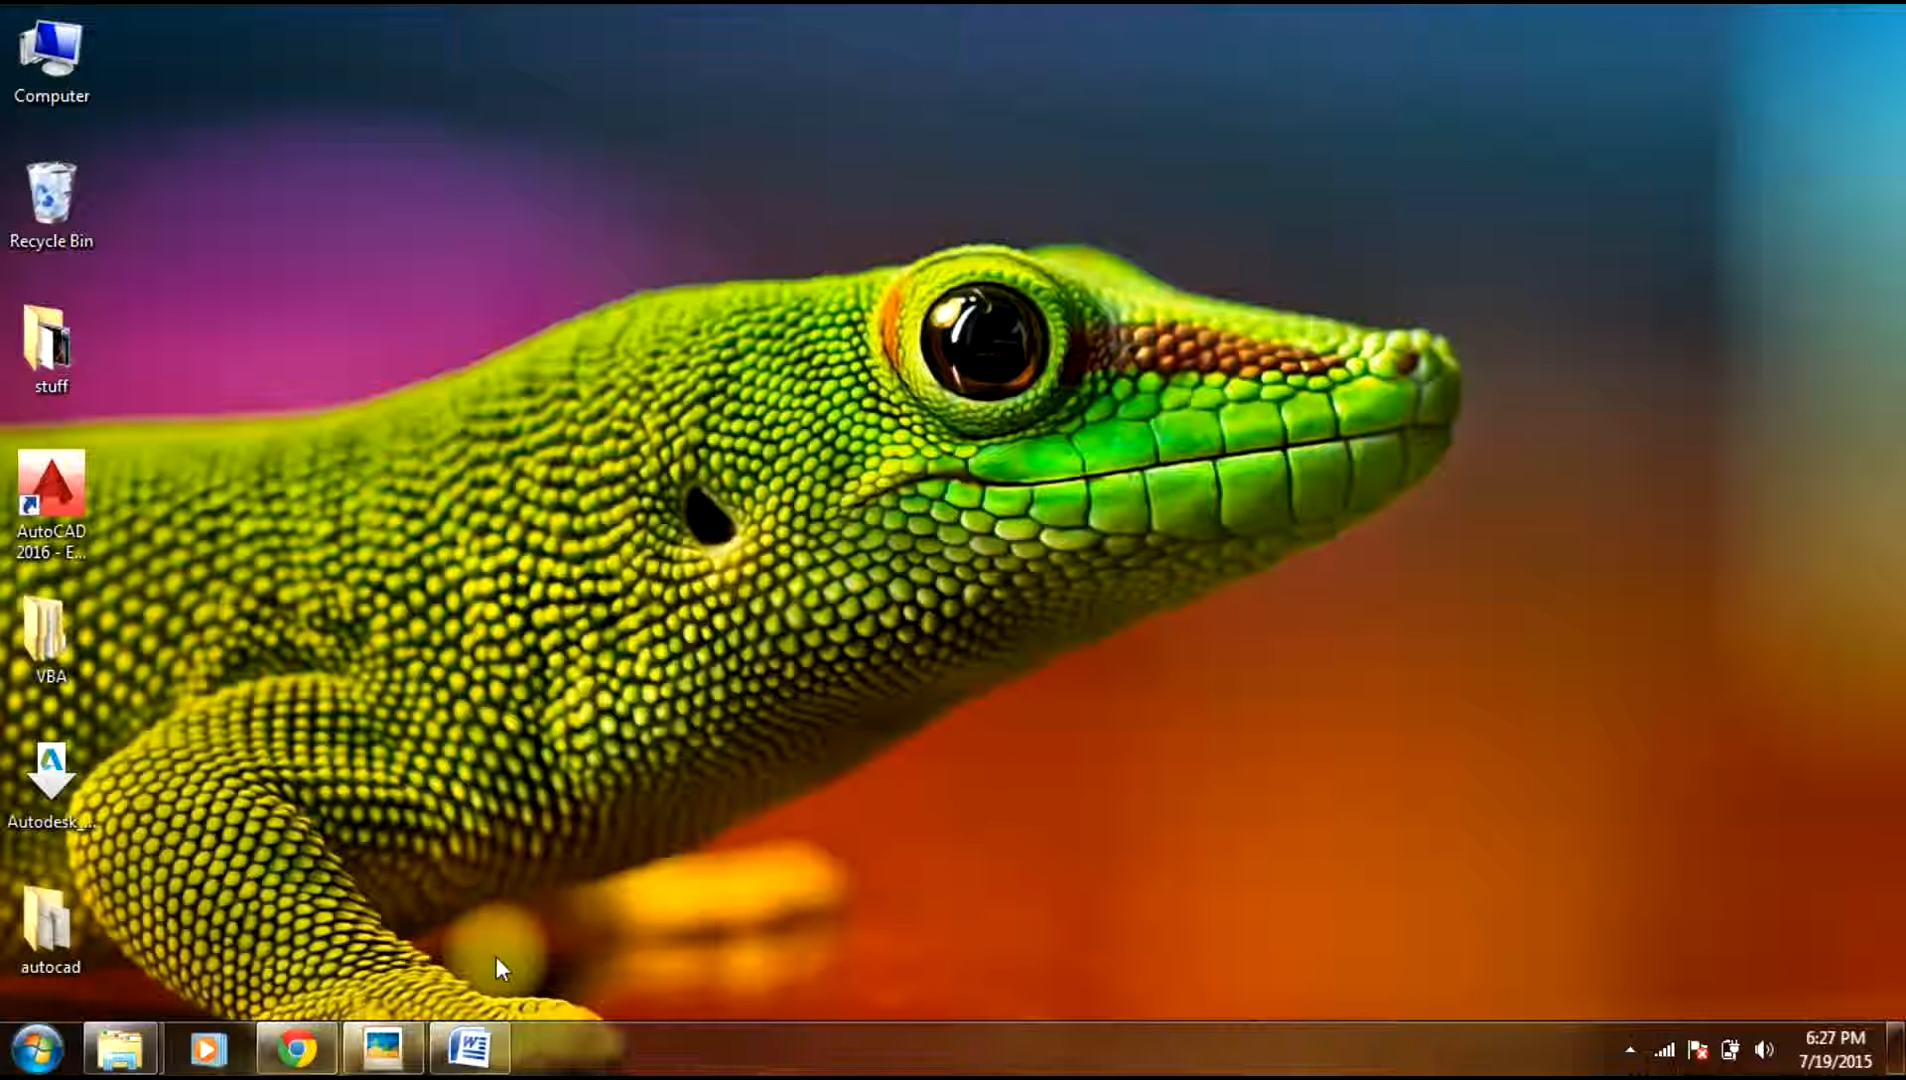 Computer
Recycle Bin
stuff
AutoCAD
2016 - E...
VBA
Autodesk_...
autocad
6:27 PM
7/19/2015